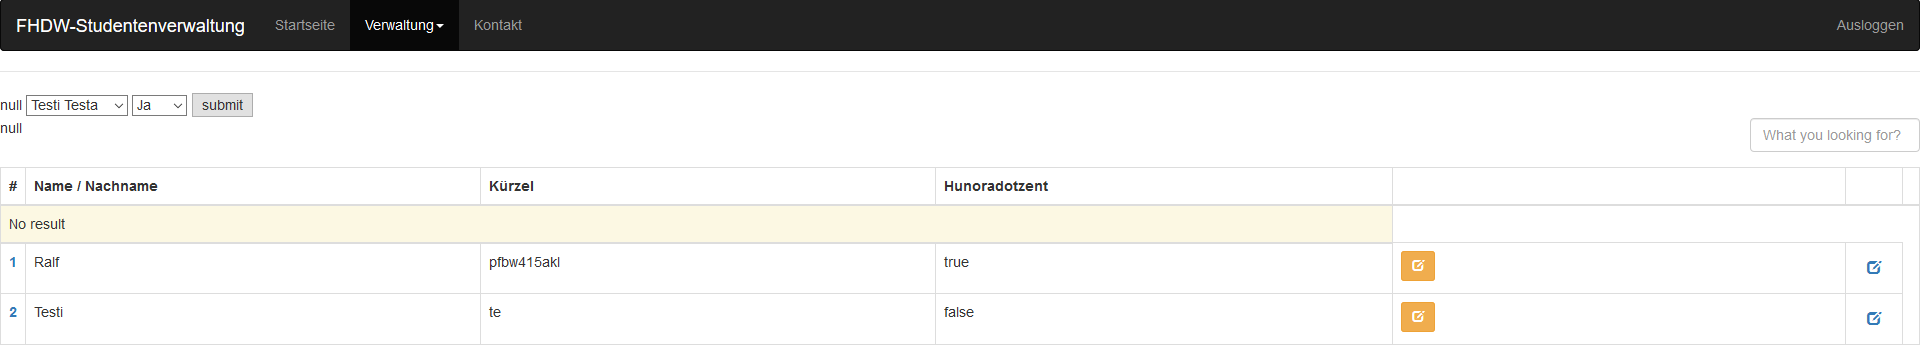 FHDW-Studentenverwaltung Startseite Verwaltung Kontakt Ausloggen
null Testi Testa Ja submit
null
What you looking for?
# Name / Nachname Kürzel Hunoradotzent
No result
1 Ralf pfbw415akl true
2 Testi te false